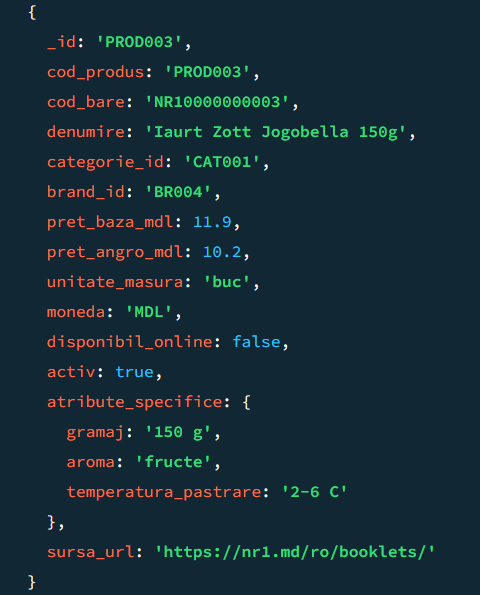 {
  _id: 'PROD003',
  cod_produs: 'PROD003',
  cod_bare: 'NR10000000003',
  denumire: 'Iaurt Zott Jogobella 150g',
  categorie_id: 'CAT001',
  brand_id: 'BR004',
  pret_baza_mdl: 11.9,
  pret_angro_mdl: 10.2,
  unitate_masura: 'buc',
  moneda: 'MDL',
  disponibil_online: false,
  activ: true,
  atribute_specifice: {
    gramaj: '150 g',
    aroma: 'fructe',
    temperatura_pastrare: '2-6 C'
  },
  sursa_url: 'https://nr1.md/ro/booklets/'
}